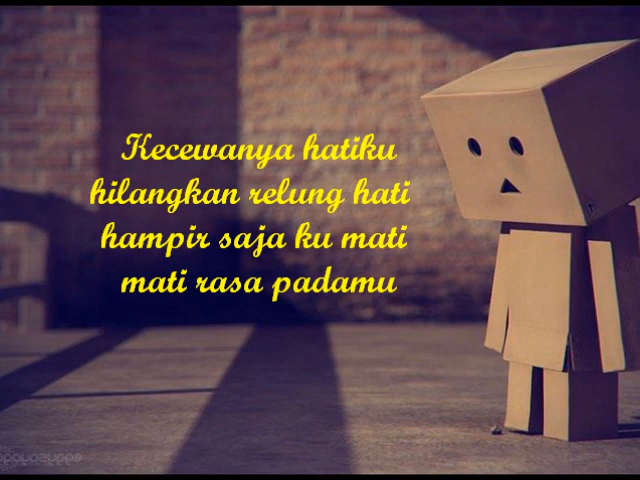 Kecewanya hatiku
hilangkan relung hati
hampir saja ku mati
mati rasa padamu